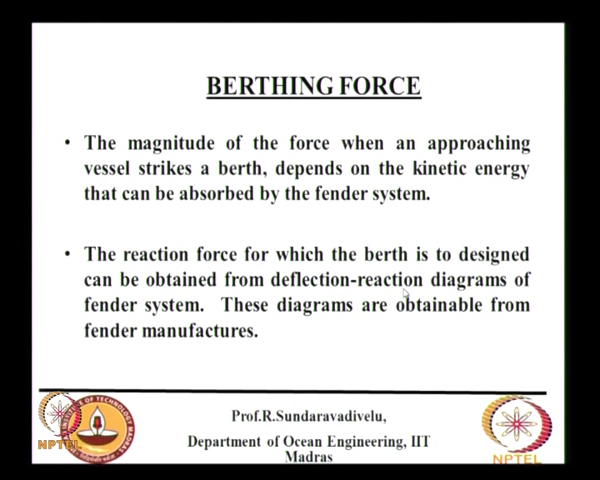 BERTHING FORCE
• The magnitude of the force when an approaching
vessel strikes a berth, depends on the kinetic energy
that can be absorbed by the fender system.
• The reaction force for which the berth is to designed
can be obtained from deflection-reaction diagrams of
fender system. These diagrams are obtainable from
fender manufactures.
Prof.R.Sundaravadivelu,
Department of Ocean Engineering, IIT
Madras
NPTEL
NPTEL